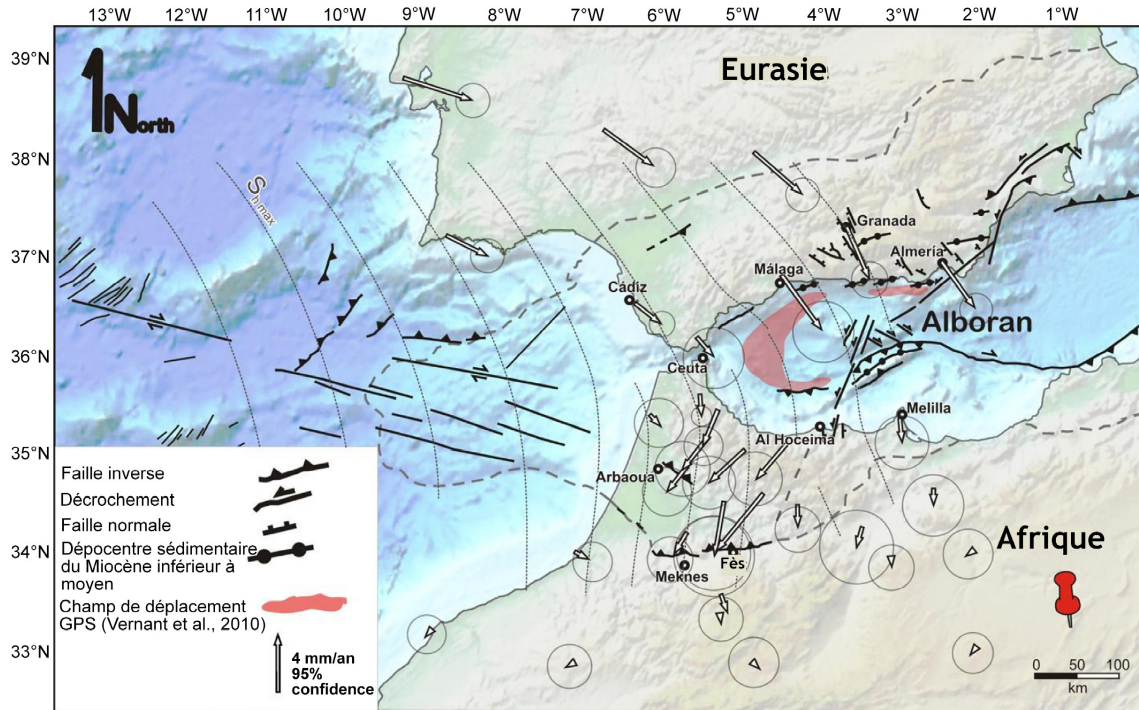 13°W 12°W 11°W 10°W 9°W 8°W 7°W 6°W 5°W 4°W 3°W 2°W 1°W
39°N
38°N
37°N
36°N
35°N
34°N
33°N
North
Eurasie
Sh max
Granada
Almería
Málaga
Cádiz
Alboran
Ceuta
Melilla
Al Hoceima
Arbaoua
Afrique
Fès
Meknes
Faille inverse
Décrochement
Faille normale
Dépocentre sédimentaire
du Miocène inférieur à
moyen
Champ de déplacement
GPS (Vernant et al., 2010)
4 mm/an
95%
confidence
0 50 100
km